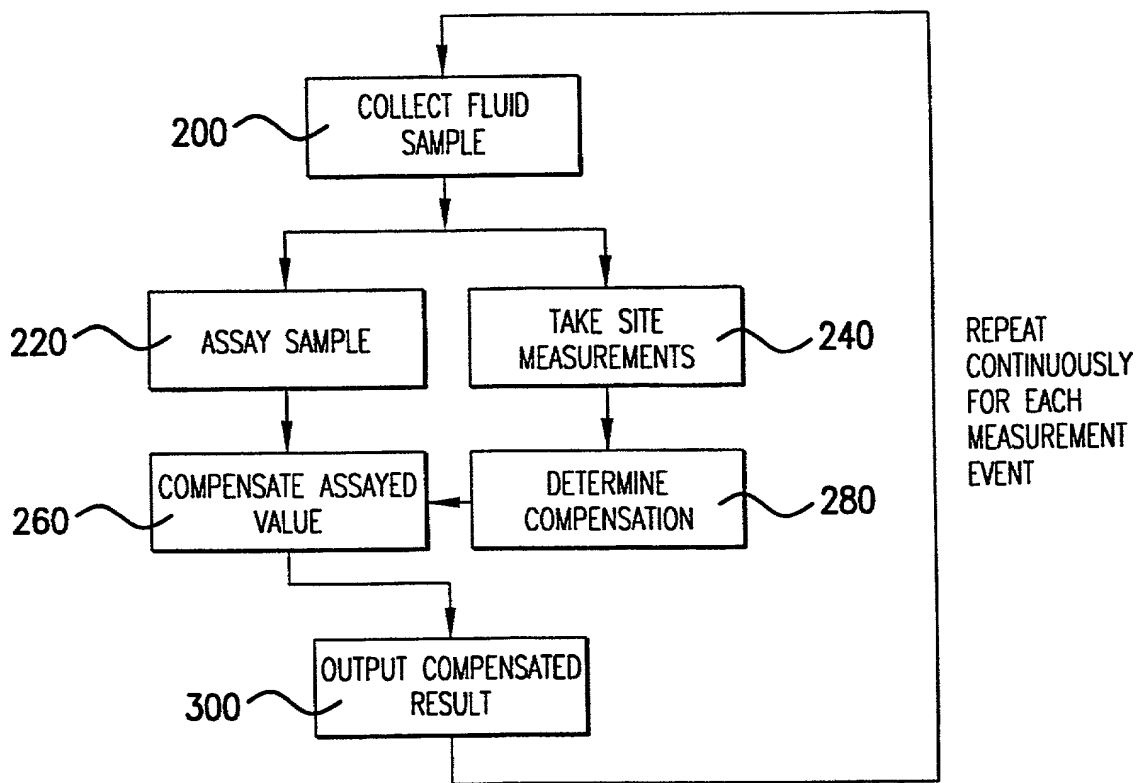 COLLECT FLUID
SAMPLE
200
220
ASSAY SAMPLE
TAKE SITE
MEASUREMENTS
240
REPEAT
CONTINUOUSLY
FOR EACH
MEASUREMENT
EVENT
260
COMPENSATE ASSAYED
VALUE
DETERMINE
COMPENSATION
280
OUTPUT COMPENSATED
RESULT
300